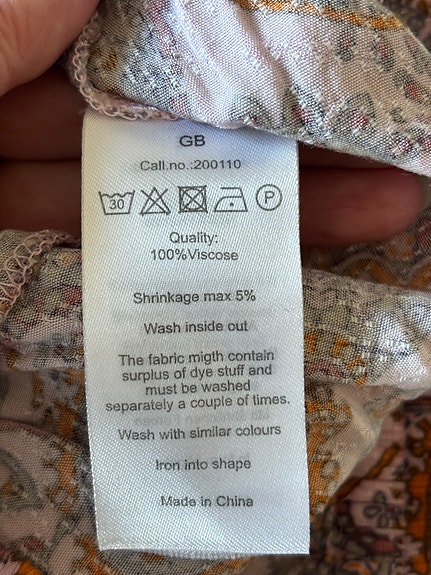 GB
Call.no.:200110
30 P
Quality:
100%Viscose
Shrinkage max 5%
Wash inside out
The fabric migth contain
surplus of dye stuff and
must be washed
separately a couple of times.
Wash with similar colours
Iron into shape
Made in China